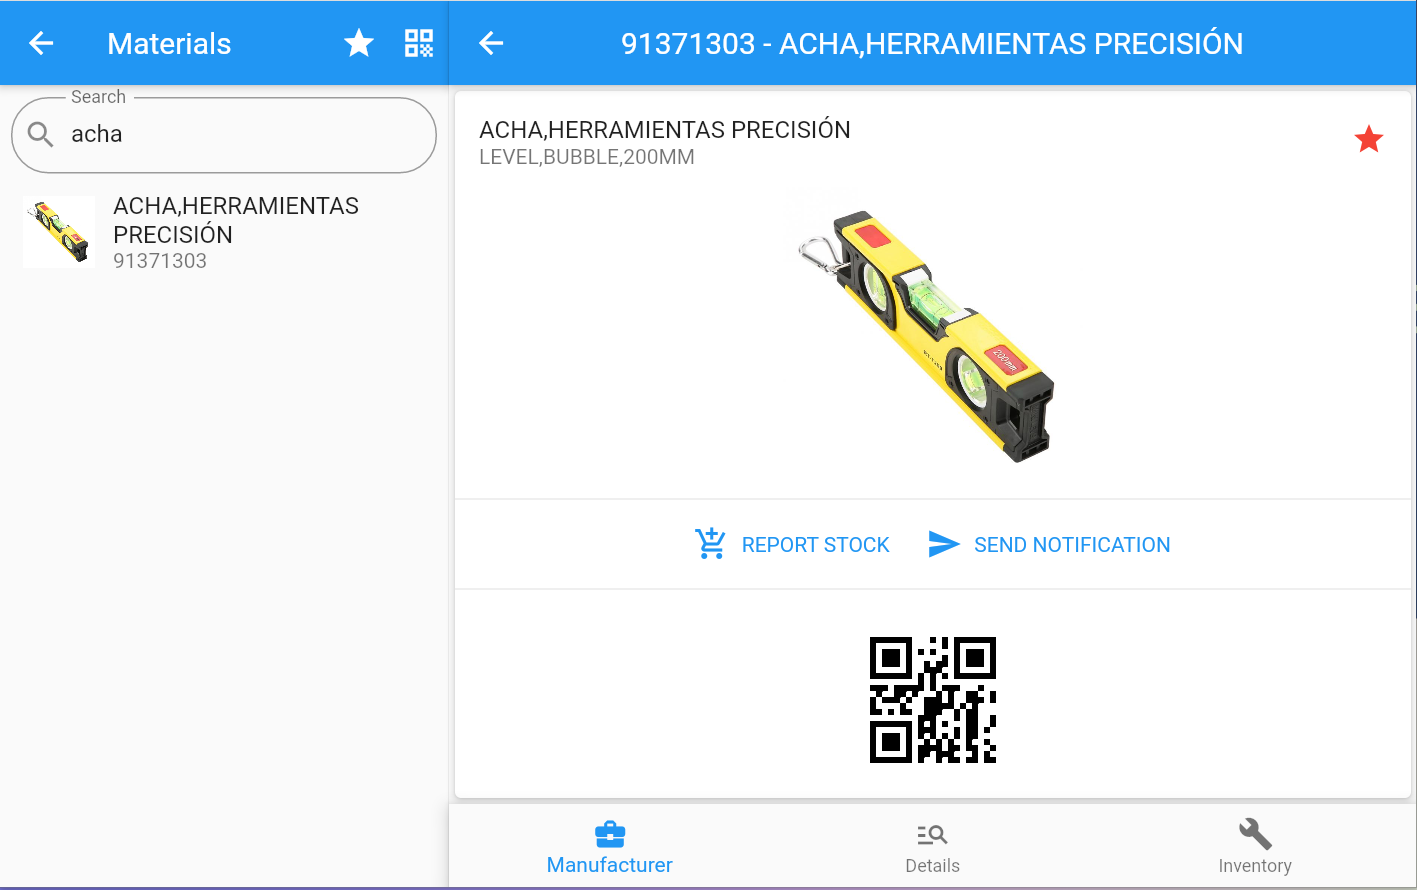 Materials
Search
acha
ACHA,HERRAMIENTAS
PRECISIÓN
91371303
91371303 - ACHA,HERRAMIENTAS PRECISIÓN
ACHA,HERRAMIENTAS PRECISIÓN
LEVEL,BUBBLE,200MM
200mm
REPORT STOCK
SEND NOTIFICATION
Manufacturer
Details
Inventory